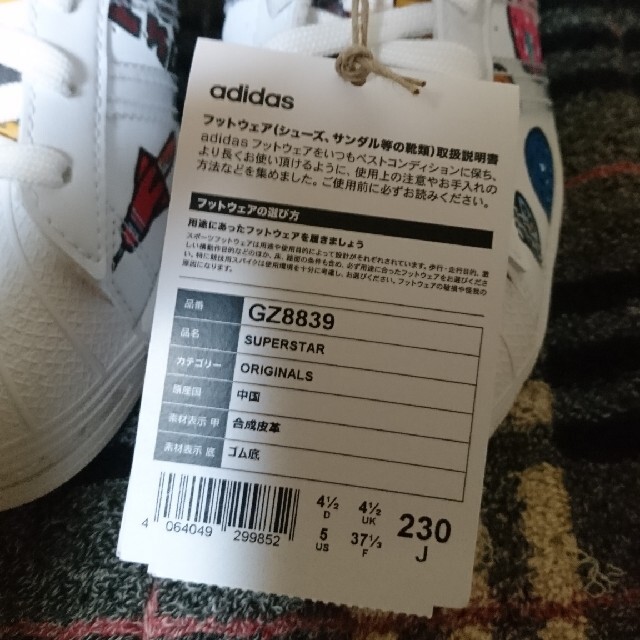 adidas
フットウェア(シューズ、サンダル等の靴類)取扱説明書
adidas フットウェアをいつもベストコンディションに保ち、
より長くお使い頂けるように、使用上の注意やお手入れの
方法などを集めました。ご使用前に必ずお読みください。
フットウェアの選び方
用途にあったフットウェアを履きましょう
品番 GZ8839
品名 SUPERSTAR
カテゴリー ORIGINALS
原産国 中国
素材表示 甲 合成皮革
素材表示 底 ゴム底
4 064049 299852
4½ P
4½ UK
5 US
37⅓ F
230 J